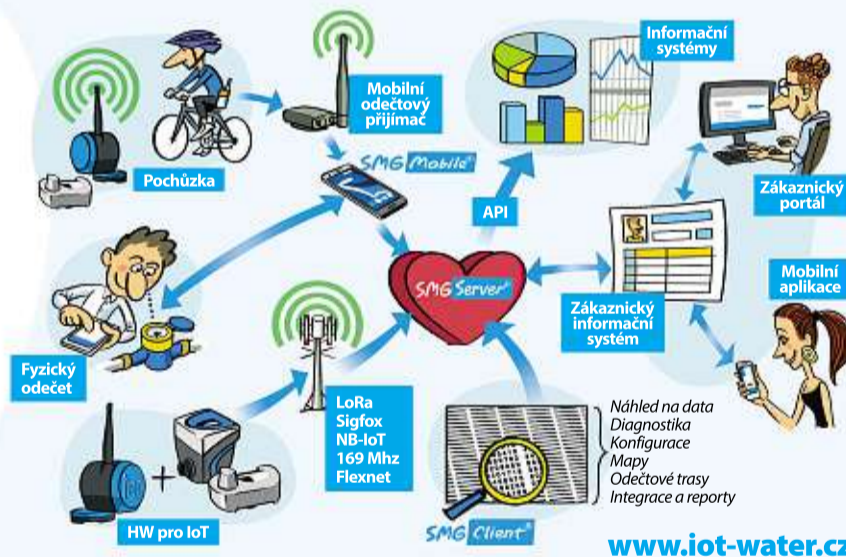 Informační
systémy
Mobilní
odečtový
přijímač
Pochůzka
SMG Mobile®
API
Zákaznický
portál
SMG Server®
Mobilní
aplikace
Zákaznický
informační
systém
Fyzický
odečet
LoRa
Sigfox
NB-IoT
169 Mhz
Flexnet
Náhled na data
Diagnostika
Konfigurace
Mapy
Odečtové trasy
Integrace a reporty
HW pro IoT
SMG Client®
www.iot-water.cz